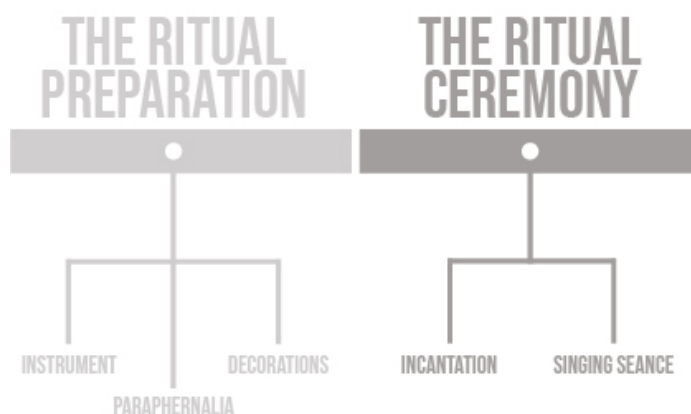 THE RITUAL
PREPARATION
THE RITUAL
CEREMONY
INSTRUMENT
PARAPHERNALIA
DECORATIONS
INCANTATION
SINGING SEANCE